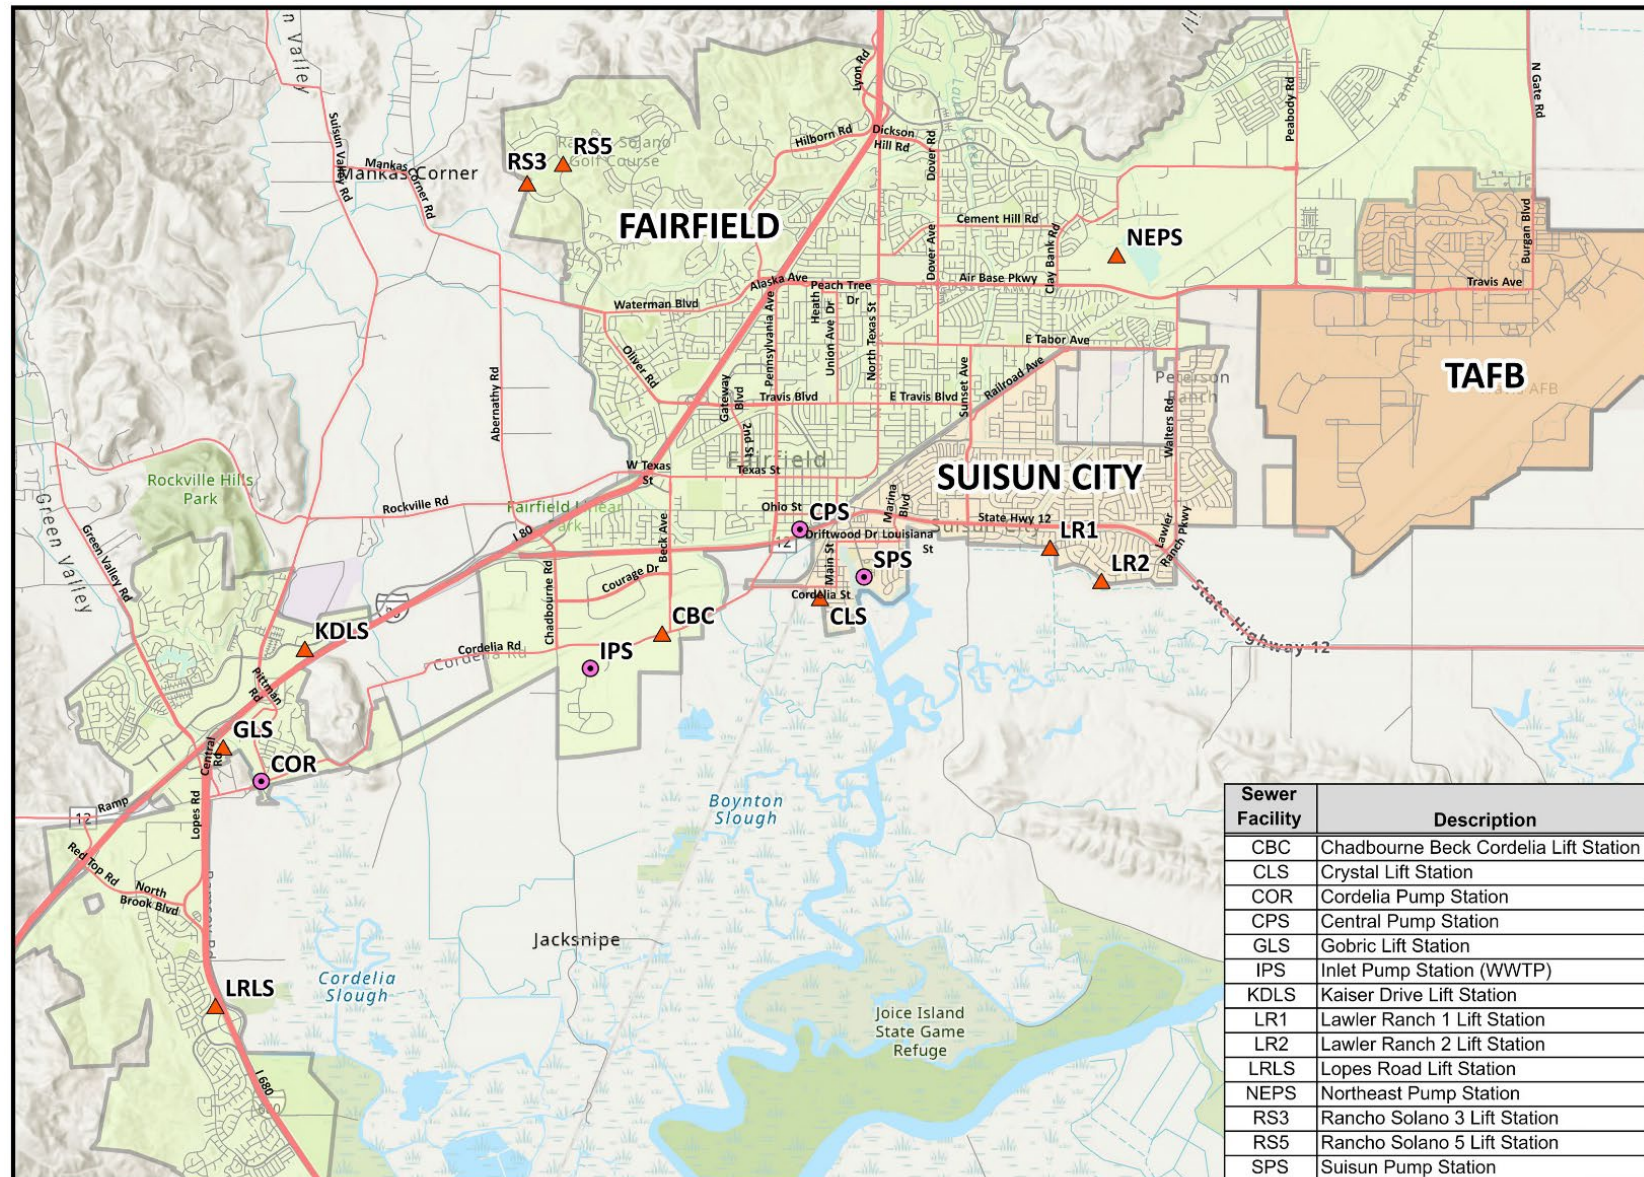 n Valley
Suisun Valley Rd
Mankas Corner Rd
Mankas Corner
RS3
RS5
Golf Course
FAIRFIELD
Lyon Rd
Hilborn Rd
Dickson
Hill Rd
Dover Rd
Cement Hill Rd
Dover Ave
Clay Bank Rd
NEPS
Peabody Rd
Vanden Rd
N Gate Rd
Burgan Blvd
Travis Ave
TAFB
AFB
Alaska Ave
Peach Tree
Dr
Air Base Pkwy
Waterman Blvd
Heath
Union Ave Dr
Pennsylvania Ave
North Texas St
E Tabor Ave
Oliver Rd
Gateway
Blvd
Travis Blvd
E Travis Blvd
Sunset Ave
Railroad Ave
Peterson
Ranch
Walters Rd
Abernathy Rd
2nd St
Fairfield
Texas St
W Texas
St
SUISUN CITY
Rockville Hills
Park
Rockville Rd
Fairfield Linear
Park
I 80
Ohio St
CPS
Marina
Blvd
State Hwy 12
Driftwood Dr
Louisiana
St
12
Main St
SPS
LR1
LR2
Lawler
Ranch Pkwy
State Highway 12
Green Valley
Green Valley Rd
Beck Ave
Courage Dr
Chadbourne Rd
Cordelia St
CLS
CBC
80
KDLS
Cordelia Rd
Cordelia Rd
IPS
Pittman
Rd
GLS
Central
Rd
COR
Ramp
12
Lopes Rd
Red Top Rd
North
Brook Blvd
Boynton
Slough
Jacksnipe
Cordelia
Slough
LRLS
I 680
Joice Island
State Game
Refuge
Sewer
Facility Description
CBC Chadbourne Beck Cordelia Lift Station
CLS Crystal Lift Station
COR Cordelia Pump Station
CPS Central Pump Station
GLS Gobric Lift Station
IPS Inlet Pump Station (WWTP)
KDLS Kaiser Drive Lift Station
LR1 Lawler Ranch 1 Lift Station
LR2 Lawler Ranch 2 Lift Station
LRLS Lopes Road Lift Station
NEPS Northeast Pump Station
RS3 Rancho Solano 3 Lift Station
RS5 Rancho Solano 5 Lift Station
SPS Suisun Pump Station